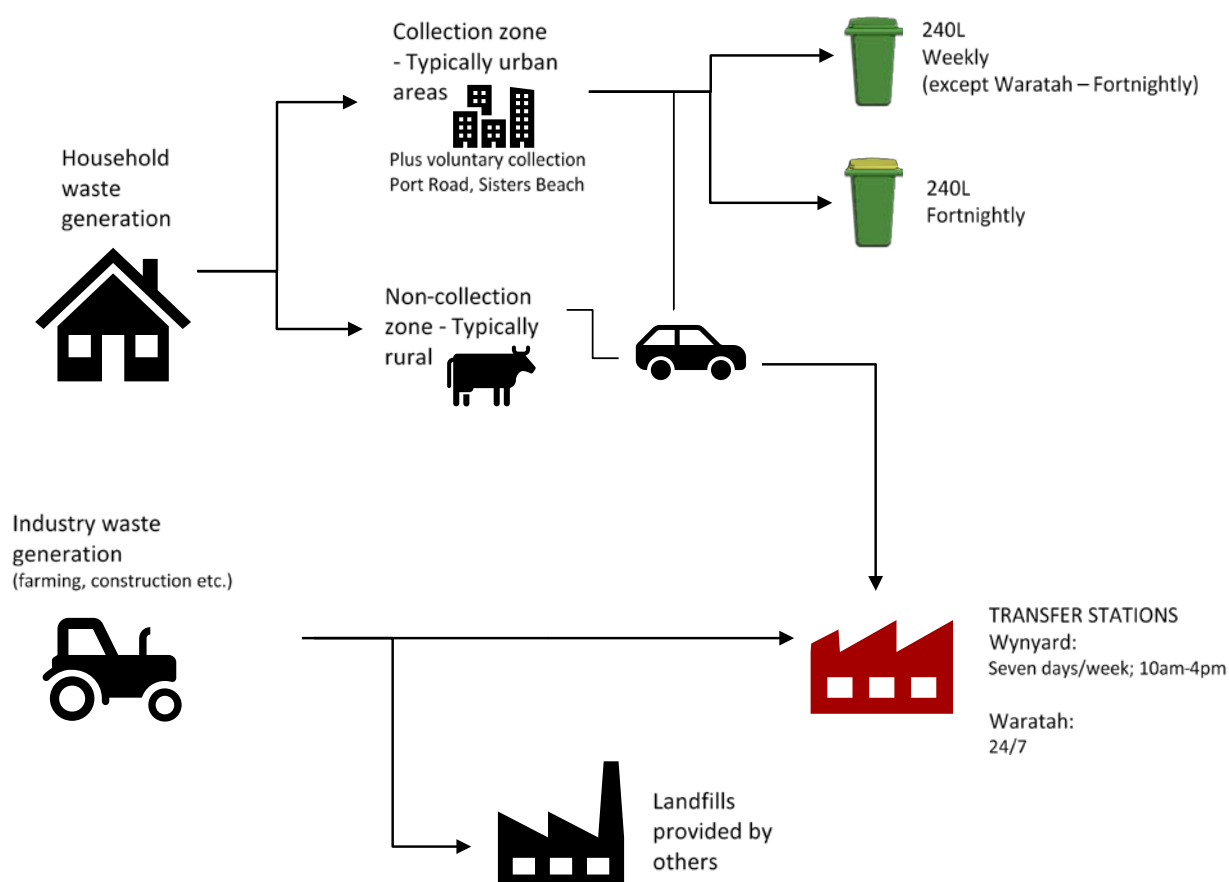 Collection zone
- Typically urban
areas
Plus voluntary collection
Port Road, Sisters Beach
240L
Weekly
(except Waratah – Fortnightly)
Household
waste
generation
240L
Fortnightly
Non-collection
zone - Typically
rural
Industry waste
generation
(farming, construction etc.)
TRANSFER STATIONS
Wynyard:
Seven days/week; 10am-4pm
Waratah:
24/7
Landfills
provided by
others